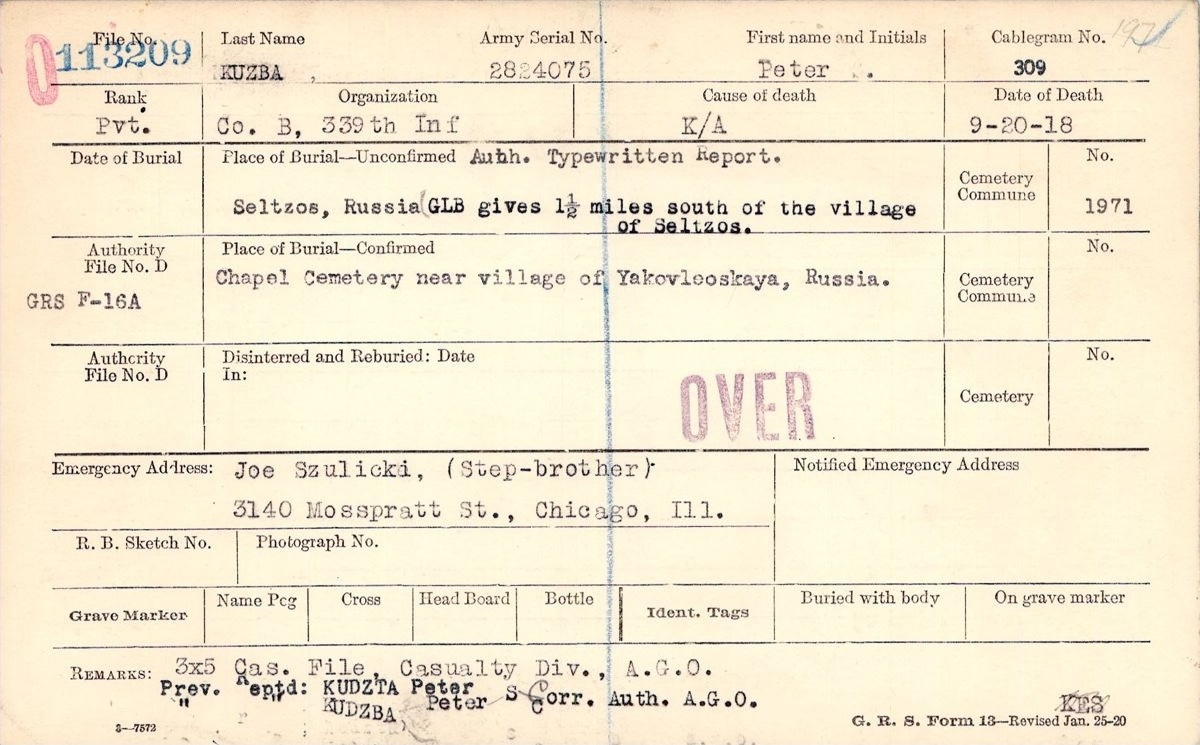 File No. Last Name Army Serial No. First name and Initials Cablegram No. 197
0 113209 KUZBA , 2824075 Peter . 309
Rank Organization Cause of death Date of Death
Pvt. Co. B, 339th Inf K/A 9-20-18
Date of Burial Place of Burial—Unconfirmed Auth. Typewritten Report. Cemetery Commune No.
Seltzos, Russia (GLB gives 1½ miles south of the village 1971
of Seltzos.
Authority File No. D Place of Burial—Confirmed No.
Chapel Cemetery near village of Yakovleoskaya, Russia. Cemetery Commune
GRS F-16A
Authority File No. D Disinterred and Reburied: Date No.
In:
OVER Cemetery
Emergency Address: Joe Szulicki, (Step-brother) Notified Emergency Address
3140 Mosspratt St., Chicago, Ill.
R. B. Sketch No. Photograph No.
Grave Marker Name Peg Cross Head Board Bottle Ident. Tags Buried with body On grave marker
REMARKS: 3x5 Cas. File, Casualty Div., A.G.O.
Prev. Reptd: KUDZTA Peter S Corr. Auth. A.G.O. KES
" " KUDZBA, Peter C
3—7572 G. R. S. Form 13—Revised Jan. 25-20